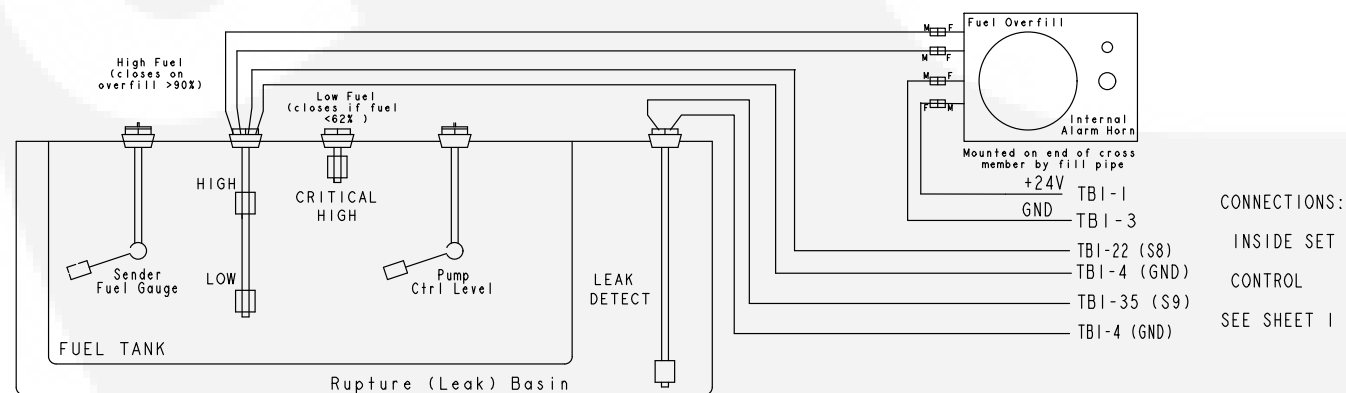 Fuel Overfill
M F
M F
M F
F M
Internal
Alarm Horn
Mounted on end of cross
member by fill pipe
High Fuel
(closes on
overfill >90%)
Low Fuel
(closes if fuel
<62% )
HIGH
LOW
CRITICAL
HIGH
Sender
Fuel Gauge
Pump
Ctrl Level
LEAK
DETECT
FUEL TANK
Rupture (Leak) Basin
+24V TB1-1
GND TB1-3
TB1-22 (S8)
TB1-4 (GND)
TB1-35 (S9)
TB1-4 (GND)
CONNECTIONS:
INSIDE SET
CONTROL
SEE SHEET 1